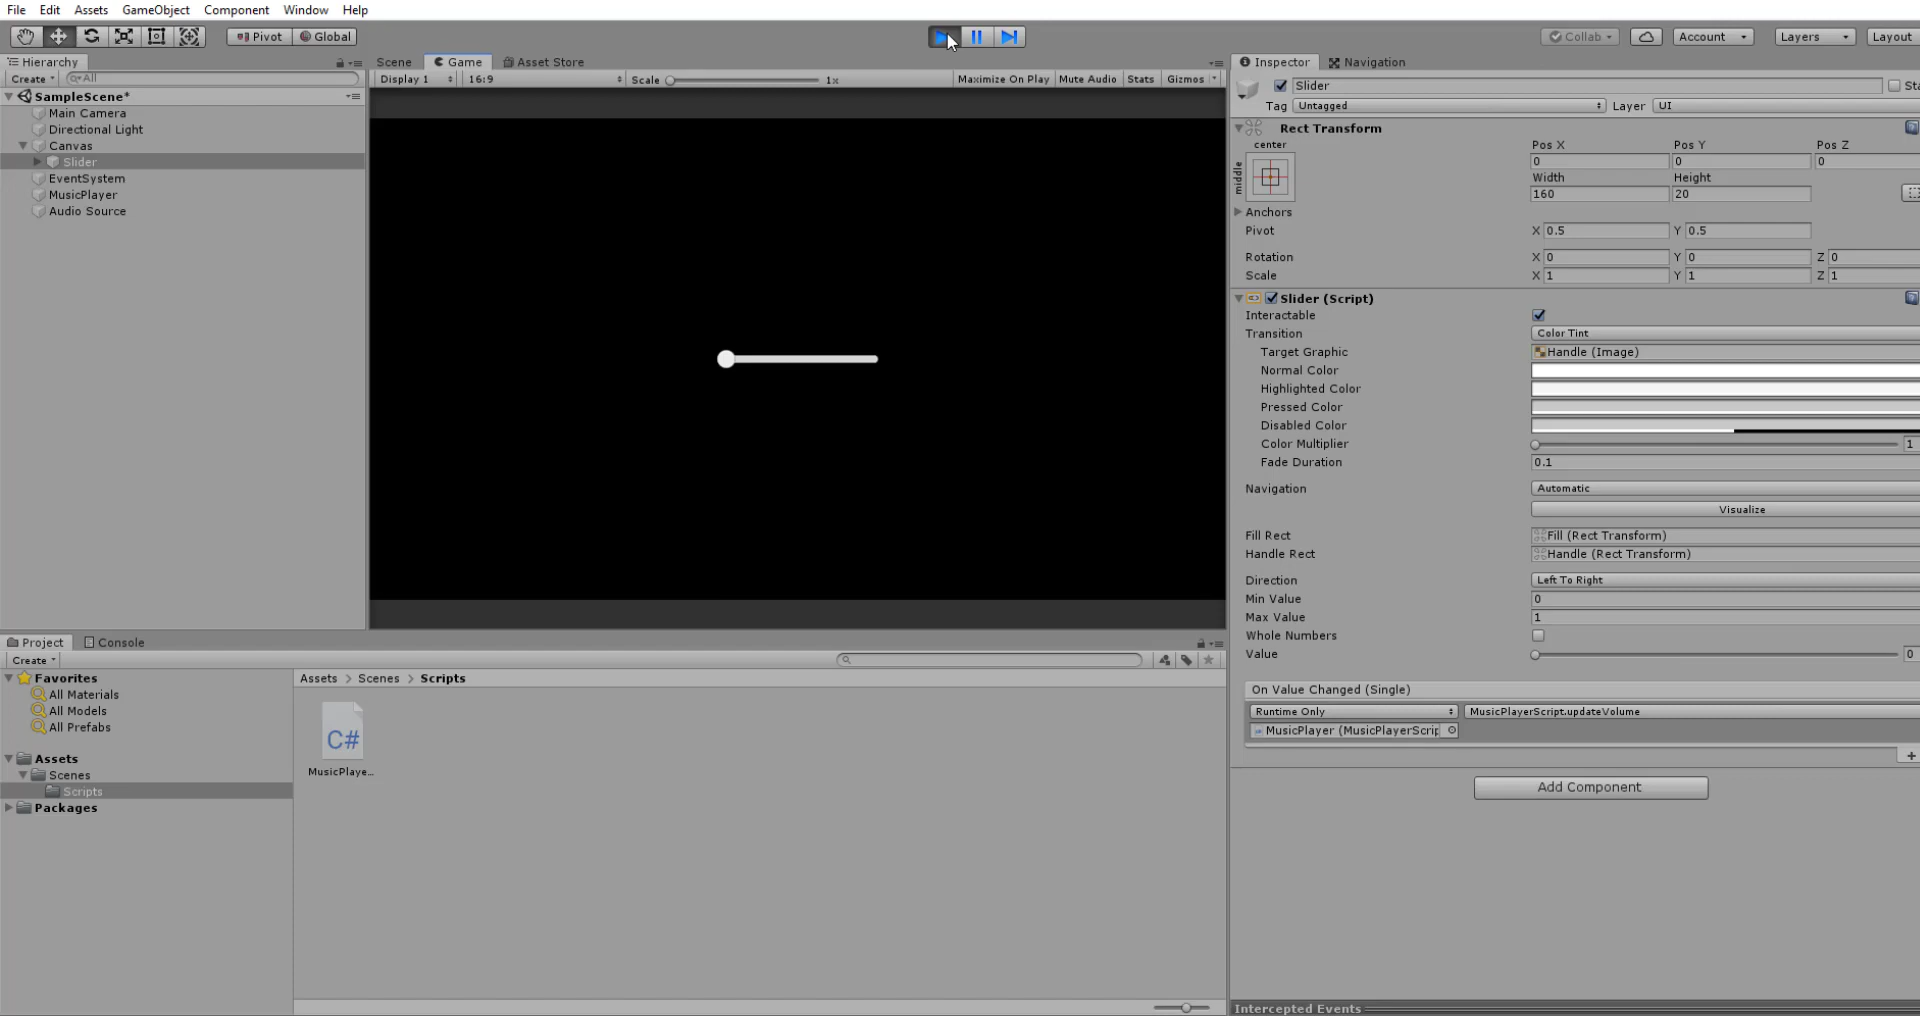 File Edit Assets GameObject Component Window Help
Pivot Global Collab Account Layers Layout
Hierarchy
Create All
SampleScene*
Main Camera
Directional Light
Canvas
Slider
EventSystem
MusicPlayer
Audio Source
Scene Game Asset Store
Display 1 16:9 Scale 1x Maximize On Play Mute Audio Stats Gizmos
Project Console
Create
Favorites
All Materials
All Models
All Prefabs
Assets
Scenes
Scripts
Packages
Assets > Scenes > Scripts
C#
MusicPlaye...
Inspector Navigation
Slider Sta
Tag Untagged Layer UI
Rect Transform
center
middle
Pos X Pos Y Pos Z
0 0 0
Width Height
160 20
Anchors
Pivot X 0.5 Y 0.5
Rotation X 0 Y 0 Z 0
Scale X 1 Y 1 Z 1
Slider (Script)
Interactable
Transition Color Tint
Target Graphic Handle (Image)
Normal Color
Highlighted Color
Pressed Color
Disabled Color
Color Multiplier 1
Fade Duration 0.1
Navigation Automatic
Visualize
Fill Rect Fill (Rect Transform)
Handle Rect Handle (Rect Transform)
Direction Left To Right
Min Value 0
Max Value 1
Whole Numbers
Value 0
On Value Changed (Single)
Runtime Only MusicPlayerScript.updateVolume
MusicPlayer (MusicPlayerScrip
+
Add Component
Intercepted Events